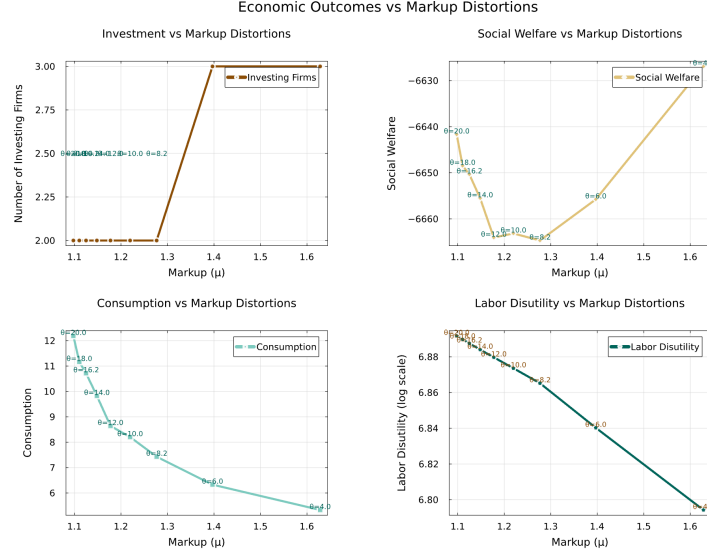 Economic Outcomes vs Markup Distortions
Investment vs Markup Distortions
Number of Investing Firms
3.00
2.75
2.50
2.25
2.00
Investing Firms
θ=12.0
θ=10.0
θ=8.2
1.1
1.2
1.3
1.4
1.5
1.6
Markup (μ)
Social Welfare vs Markup Distortions
Social Welfare
−6630
−6640
−6650
−6660
Social Welfare
θ=20.0
θ=18.0
θ=16.2
θ=14.0
θ=12.0
θ=10.0
θ=8.2
θ=6.0
θ=4
1.1
1.2
1.3
1.4
1.5
1.6
Markup (μ)
Consumption vs Markup Distortions
Consumption
12
11
10
9
8
7
6
Consumption
θ=20.0
θ=18.0
θ=16.2
θ=14.0
θ=12.0
θ=10.0
θ=8.2
θ=6.0
θ=4.0
1.1
1.2
1.3
1.4
1.5
1.6
Markup (μ)
Labor Disutility vs Markup Distortions
Labor Disutility (log scale)
6.88
6.86
6.84
6.82
6.80
Labor Disutility
θ=20.0
θ=18.0
θ=16.2
θ=14.0
θ=12.0
θ=10.0
θ=8.2
θ=6.0
θ=4
1.1
1.2
1.3
1.4
1.5
1.6
Markup (μ)